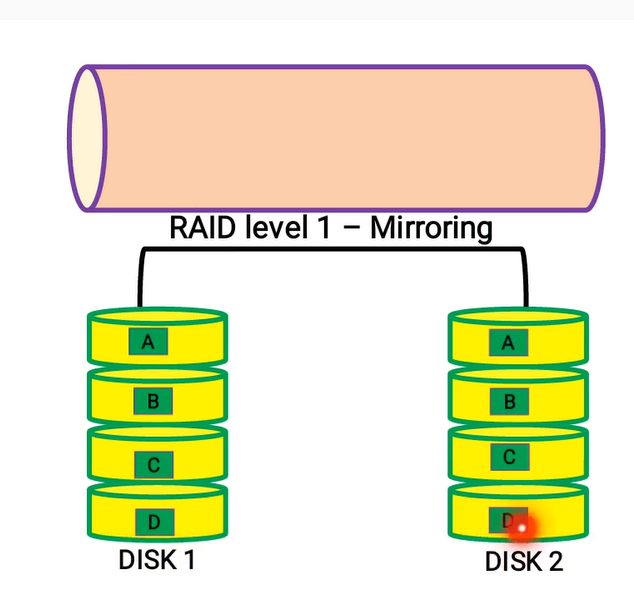 RAID level 1 – Mirroring
A A
B B
C C
D D
DISK 1 DISK 2